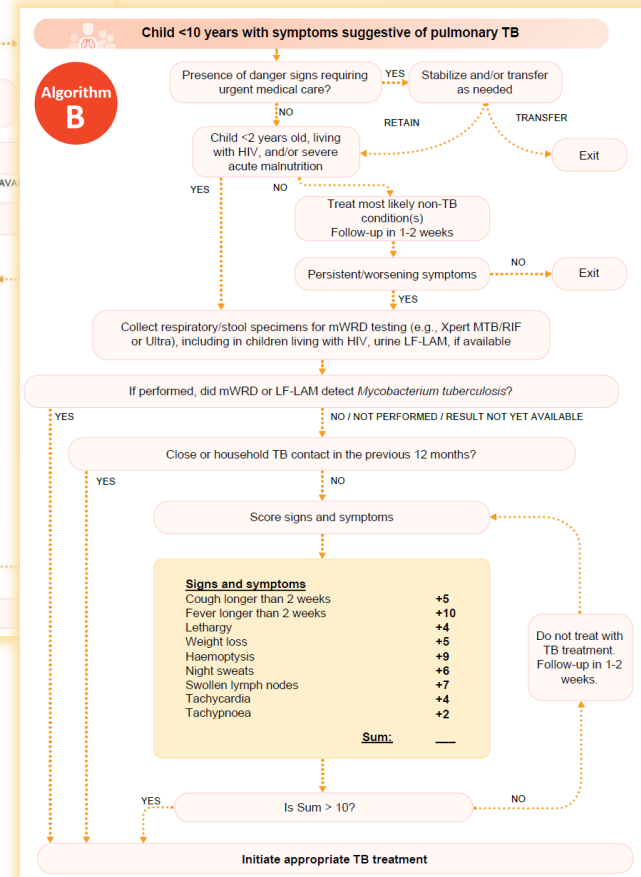 Child <10 years with symptoms suggestive of pulmonary TB
Algorithm
B
Presence of danger signs requiring
urgent medical care?
YES
Stabilize and/or transfer
as needed
NO
RETAIN
TRANSFER
Child <2 years old, living
with HIV, and/or severe
acute malnutrition
Exit
AVA
YES
NO
Treat most likely non-TB
condition(s)
Follow-up in 1-2 weeks
Persistent/worsening symptoms
NO
Exit
YES
Collect respiratory/stool specimens for mWRD testing (e.g., Xpert MTB/RIF
or Ultra), including in children living with HIV, urine LF-LAM, if available
If performed, did mWRD or LF-LAM detect Mycobacterium tuberculosis?
YES
NO / NOT PERFORMED / RESULT NOT YET AVAILABLE
Close or household TB contact in the previous 12 months?
YES
NO
Score signs and symptoms
Signs and symptoms
Cough longer than 2 weeks +5
Fever longer than 2 weeks +10
Lethargy +4
Weight loss +5
Haemoptysis +9
Night sweats +6
Swollen lymph nodes +7
Tachycardia +4
Tachypnoea +2
Sum: ___
Do not treat with
TB treatment.
Follow-up in 1-2
weeks.
Is Sum > 10?
YES
NO
Initiate appropriate TB treatment